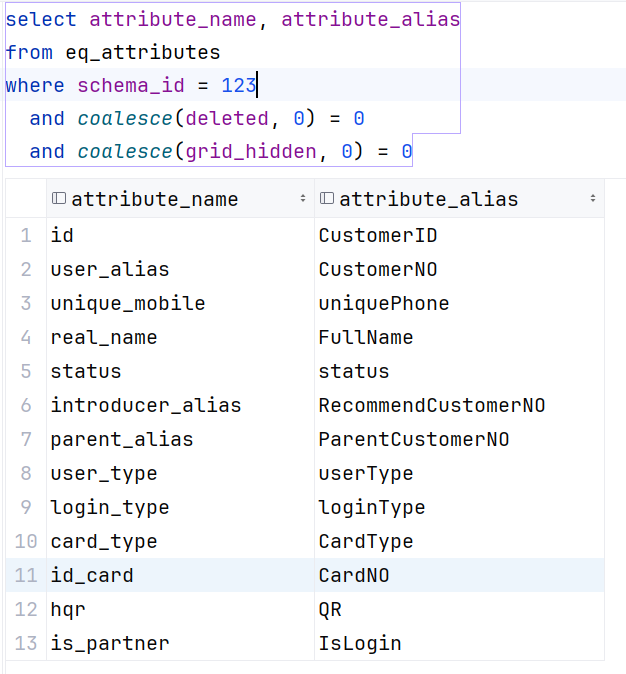 select attribute_name, attribute_alias
from eq_attributes
where schema_id = 123
and coalesce(deleted, 0) = 0
and coalesce(grid_hidden, 0) = 0
attribute_name attribute_alias
1 id CustomerID
2 user_alias CustomerNO
3 unique_mobile uniquePhone
4 real_name FullName
5 status status
6 introducer_alias RecommendCustomerNO
7 parent_alias ParentCustomerNO
8 user_type userType
9 login_type loginType
10 card_type CardType
11 id_card CardNO
12 hqr QR
13 is_partner IsLogin